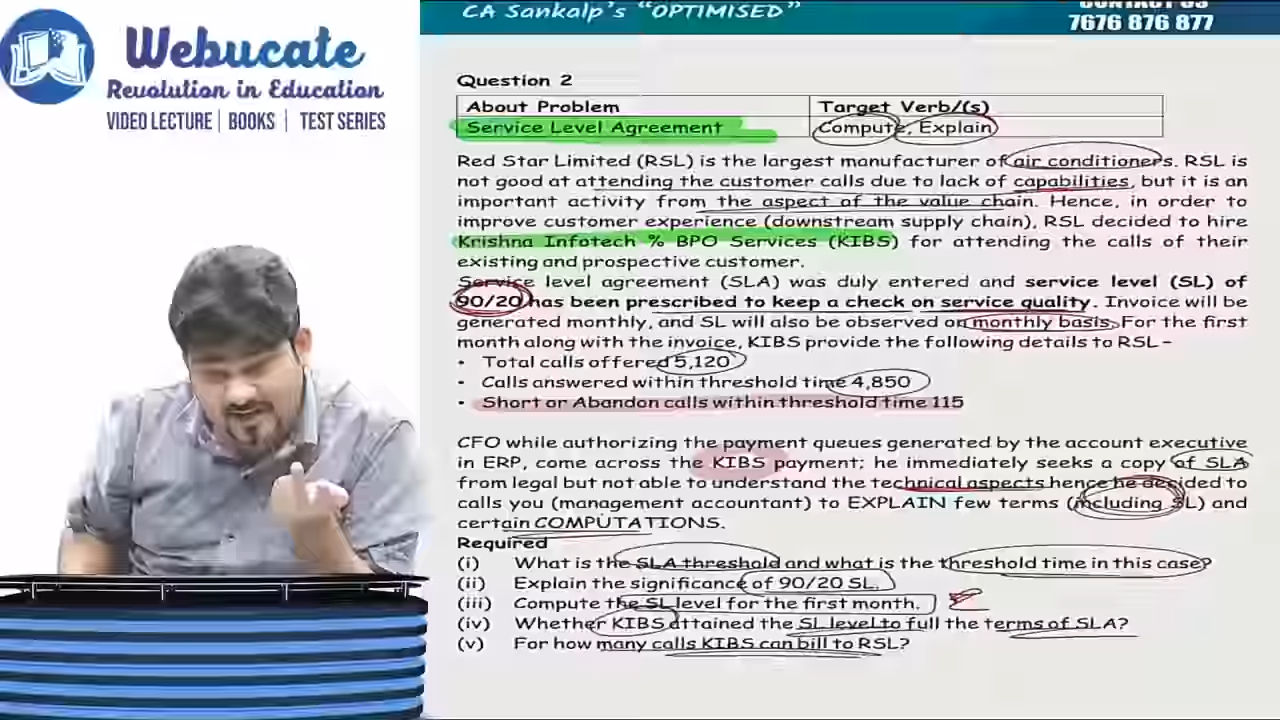 Webucate
Revolution in Education
VIDEO LECTURE | BOOKS | TEST SERIES
CA Sankalp's "OPTIMISED"
CONTACT US
7676 876 877
Question 2
About Problem Target Verb/(s)
Service Level Agreement Compute, Explain
Red Star Limited (RSL) is the largest manufacturer of air conditioners. RSL is
not good at attending the customer calls due to lack of capabilities, but it is an
important activity from the aspect of the value chain. Hence, in order to
improve customer experience (downstream supply chain), RSL decided to hire
Krishna Infotech % BPO Services (KIBS) for attending the calls of their
existing and prospective customer.
Service level agreement (SLA) was duly entered and service level (SL) of
90/20 has been prescribed to keep a check on service quality. Invoice will be
generated monthly, and SL will also be observed on monthly basis. For the first
month along with the invoice, KIBS provide the following details to RSL -
• Total calls offered 5,120
• Calls answered within threshold time 4,850
• Short or Abandon calls within threshold time 115
CFO while authorizing the payment queues generated by the account executive
in ERP, come across the KIBS payment; he immediately seeks a copy of SLA
from legal but not able to understand the technical aspects hence he decided to
calls you (management accountant) to EXPLAIN few terms (including SL) and
certain COMPUTATIONS.
Required
(i) What is the SLA threshold and what is the threshold time in this case?
(ii) Explain the significance of 90/20 SL.
(iii) Compute the SL level for the first month.
(iv) Whether KIBS attained the SL level to full the terms of SLA?
(v) For how many calls KIBS can bill to RSL?